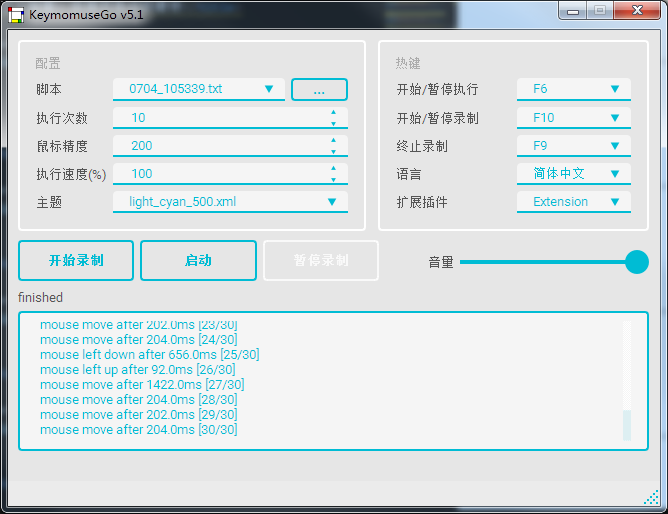 KeymomuseGo v5.1
配置
脚本 0704_105339.txt ...
执行次数 10
鼠标精度 200
执行速度(%) 100
主题 light_cyan_500.xml
热键
开始/暂停执行 F6
开始/暂停录制 F10
终止录制 F9
语言 简体中文
扩展插件 Extension
开始录制 启动 暂停录制 音量
finished
mouse move after 202.0ms [23/30]
mouse move after 204.0ms [24/30]
mouse left down after 656.0ms [25/30]
mouse left up after 92.0ms [26/30]
mouse move after 1422.0ms [27/30]
mouse move after 204.0ms [28/30]
mouse move after 202.0ms [29/30]
mouse move after 204.0ms [30/30]